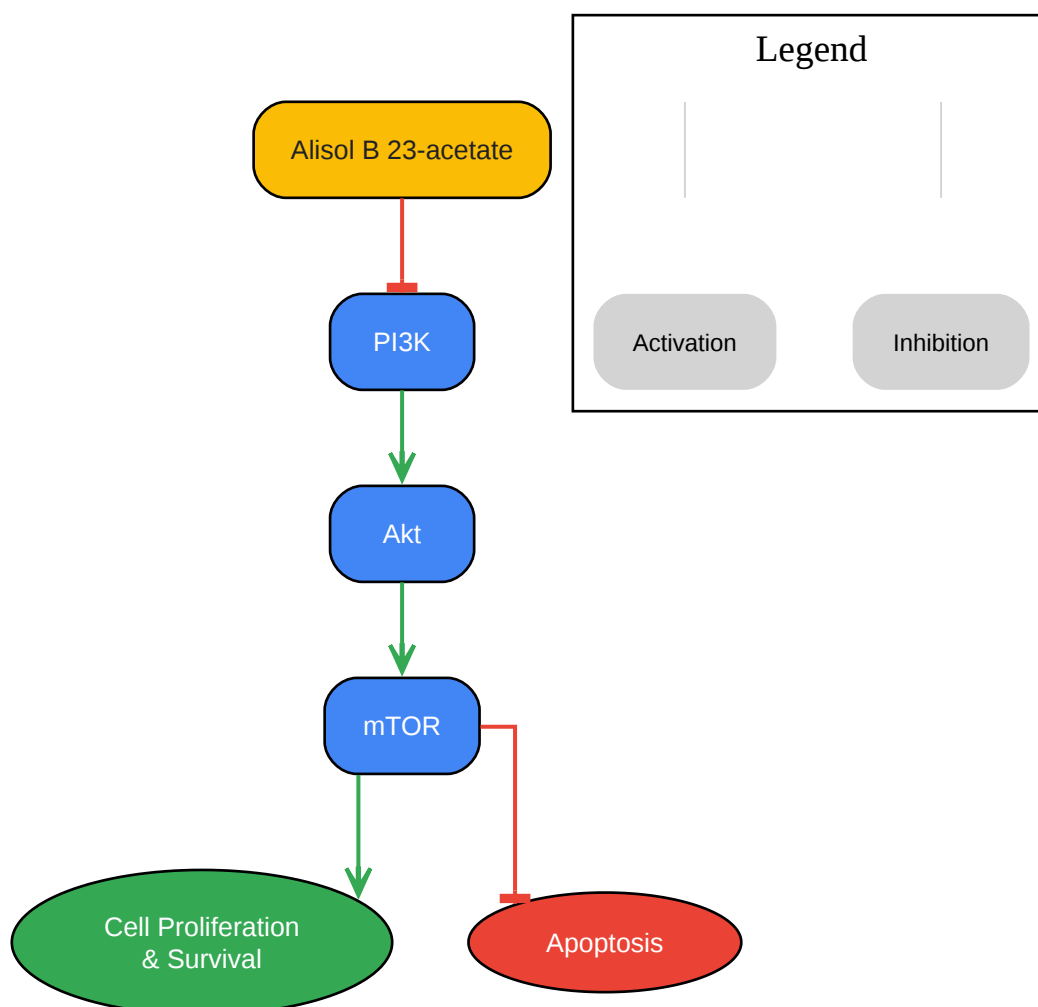 Legend
Alisol B 23-acetate
PI3K
Activation
Inhibition
Akt
mTOR
Cell Proliferation
& Survival
Apoptosis